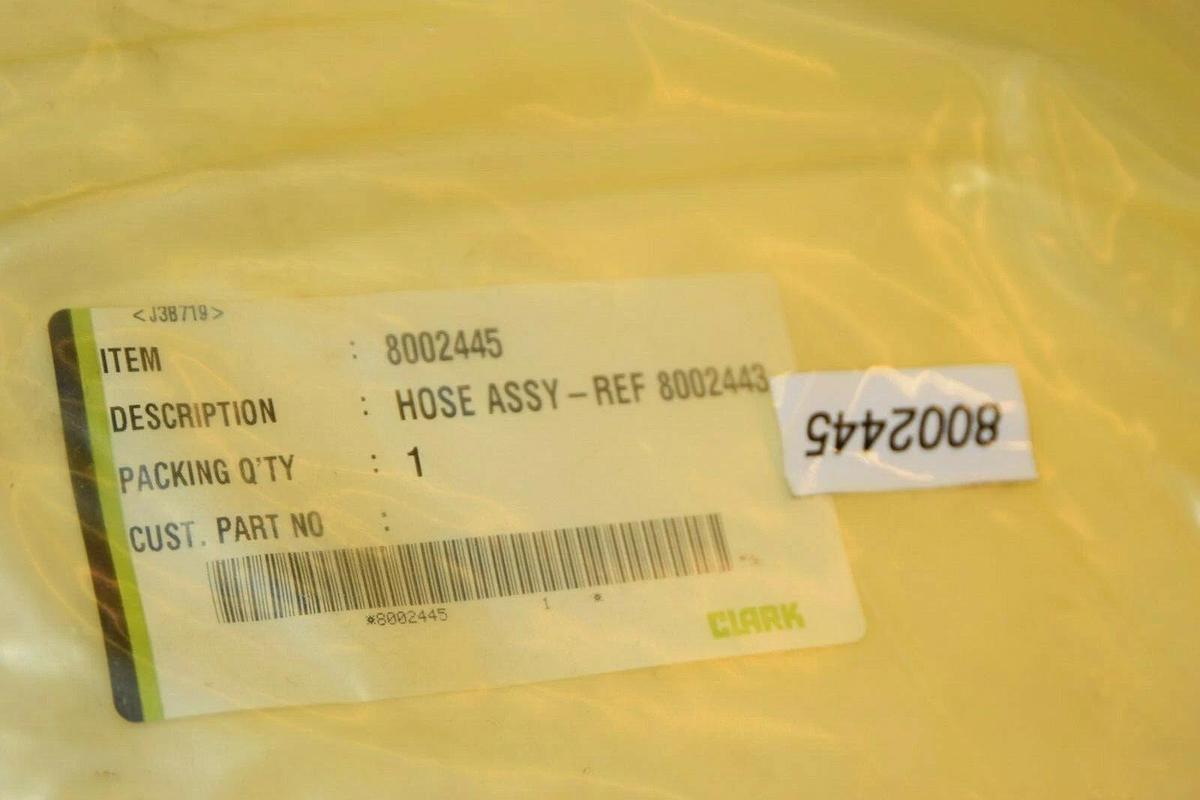 <J3B719>
ITEM : 8002445
DESCRIPTION : HOSE ASSY-REF 8002443
PACKING Q'TY : 1
CUST. PART NO :
*8002445 1 *
CLARK
8002445